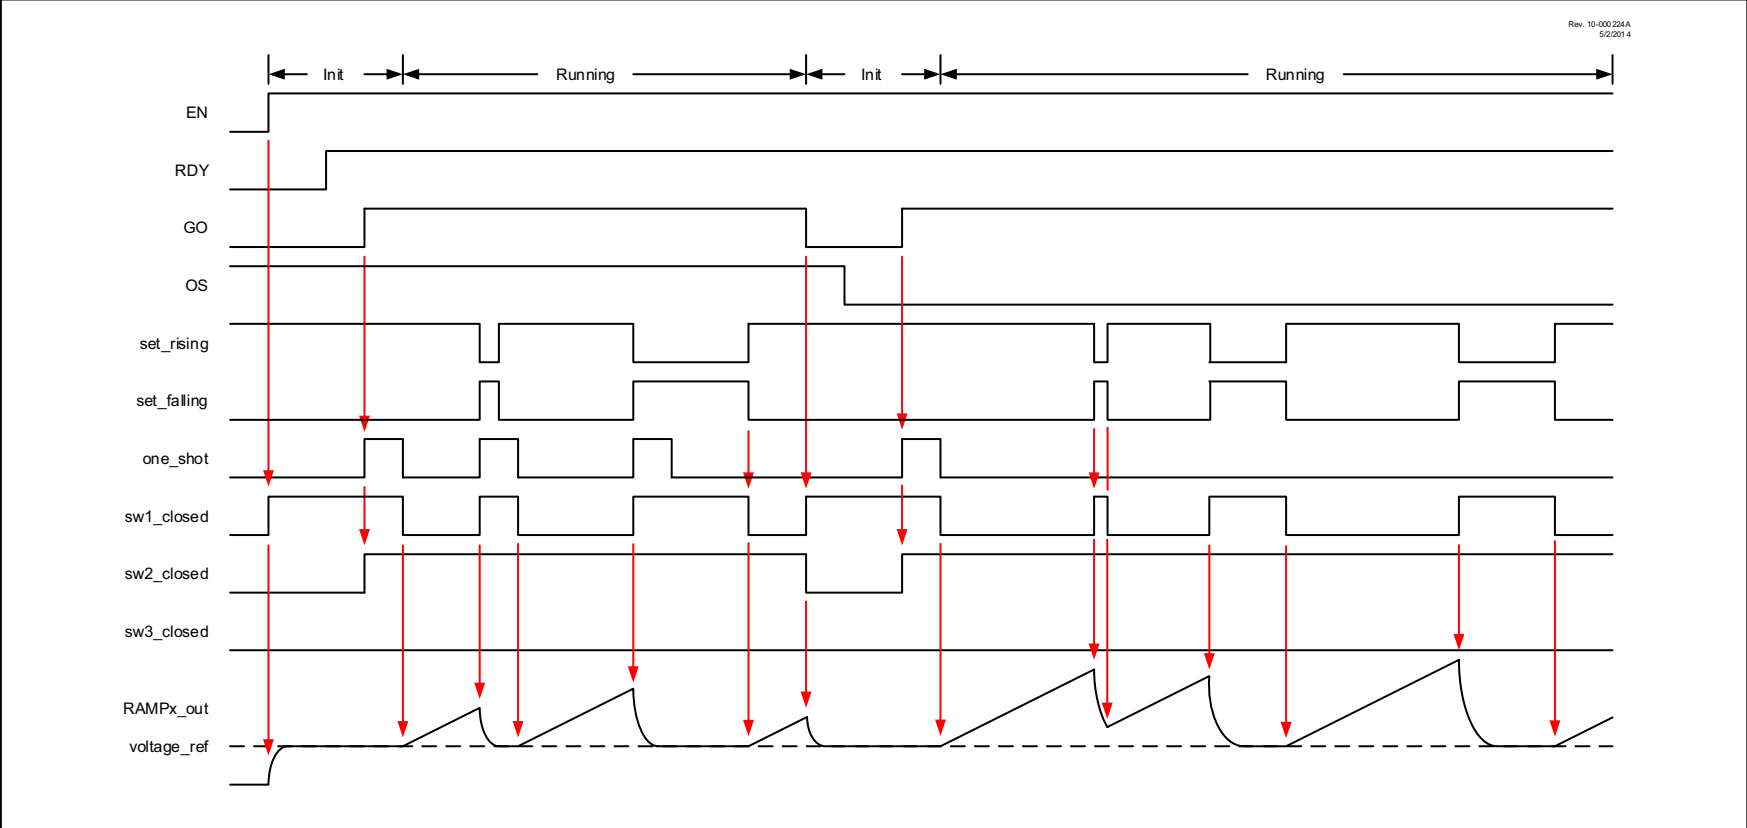 Rev. 10-000224A
5/2/2014
Init
Running
Init
Running
EN
RDY
GO
OS
set_rising
set_falling
one_shot
sw1_closed
sw2_closed
sw3_closed
RAMPx_out
voltage_ref